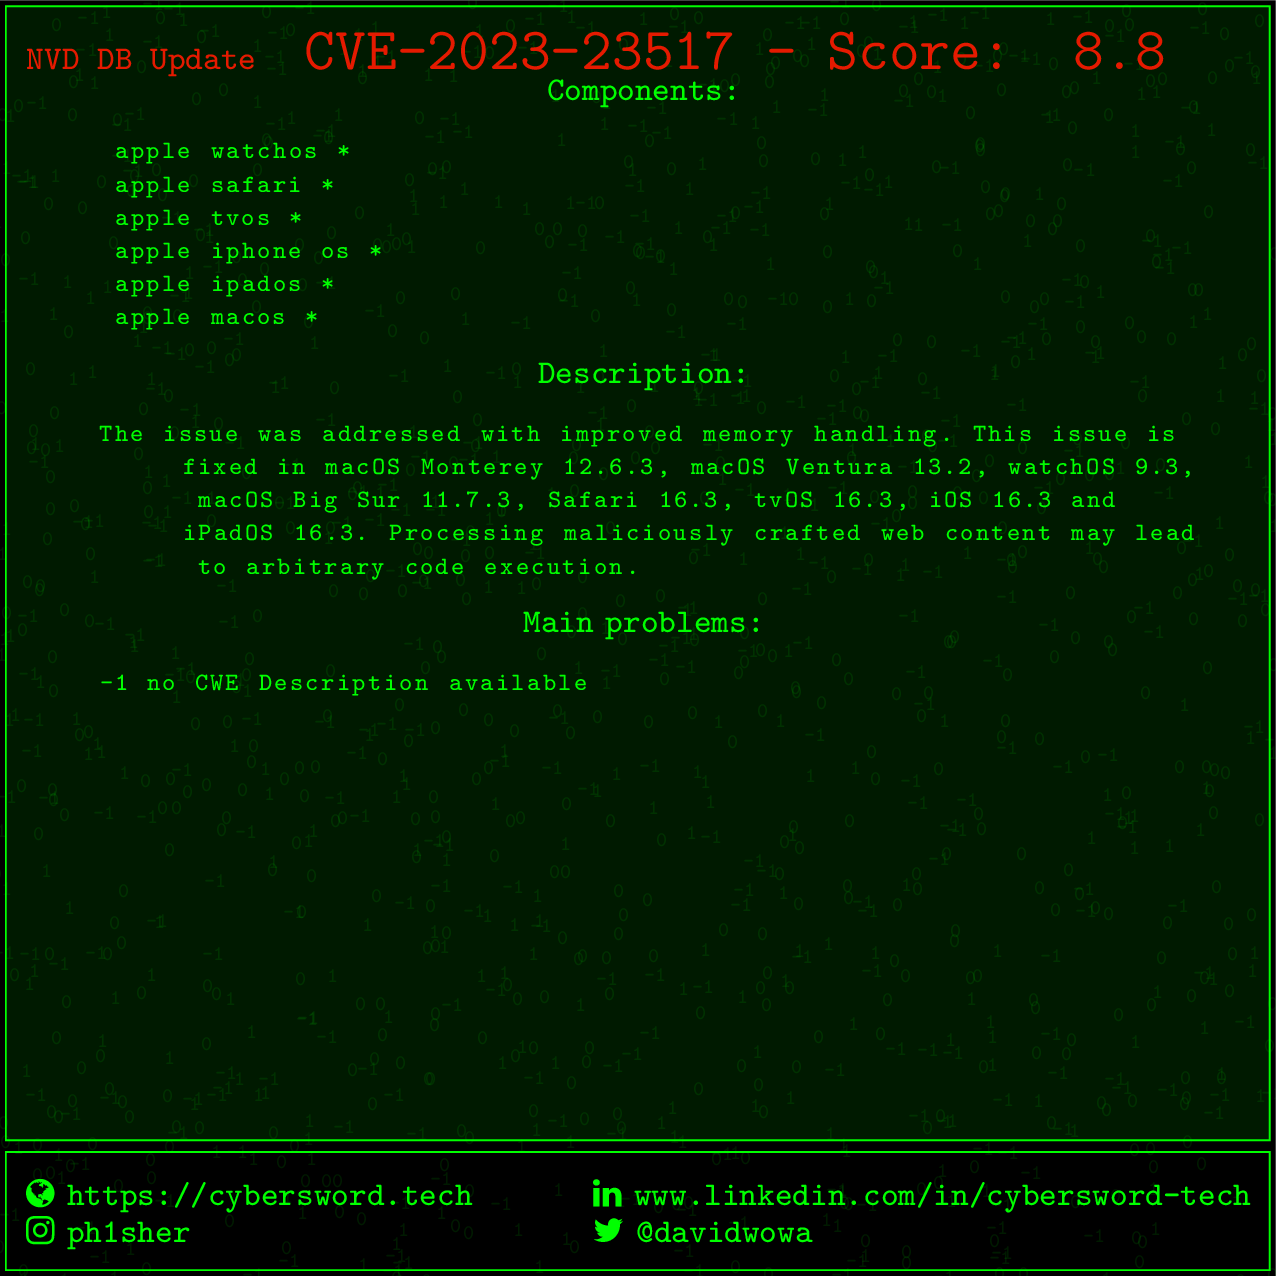 NVD DB Update CVE-2023-23517 - Score: 8.8
Components:
apple watchos *
apple safari *
apple tvos *
apple iphone os *
apple ipados *
apple macos *
Description:
The issue was addressed with improved memory handling. This issue is
fixed in macOS Monterey 12.6.3, macOS Ventura 13.2, watchOS 9.3,
macOS Big Sur 11.7.3, Safari 16.3, tvOS 16.3, iOS 16.3 and
iPadOS 16.3. Processing maliciously crafted web content may lead
to arbitrary code execution.
Main problems:
-1 no CWE Description available
https://cybersword.tech www.linkedin.com/in/cybersword-tech
ph1sher @davidwowa